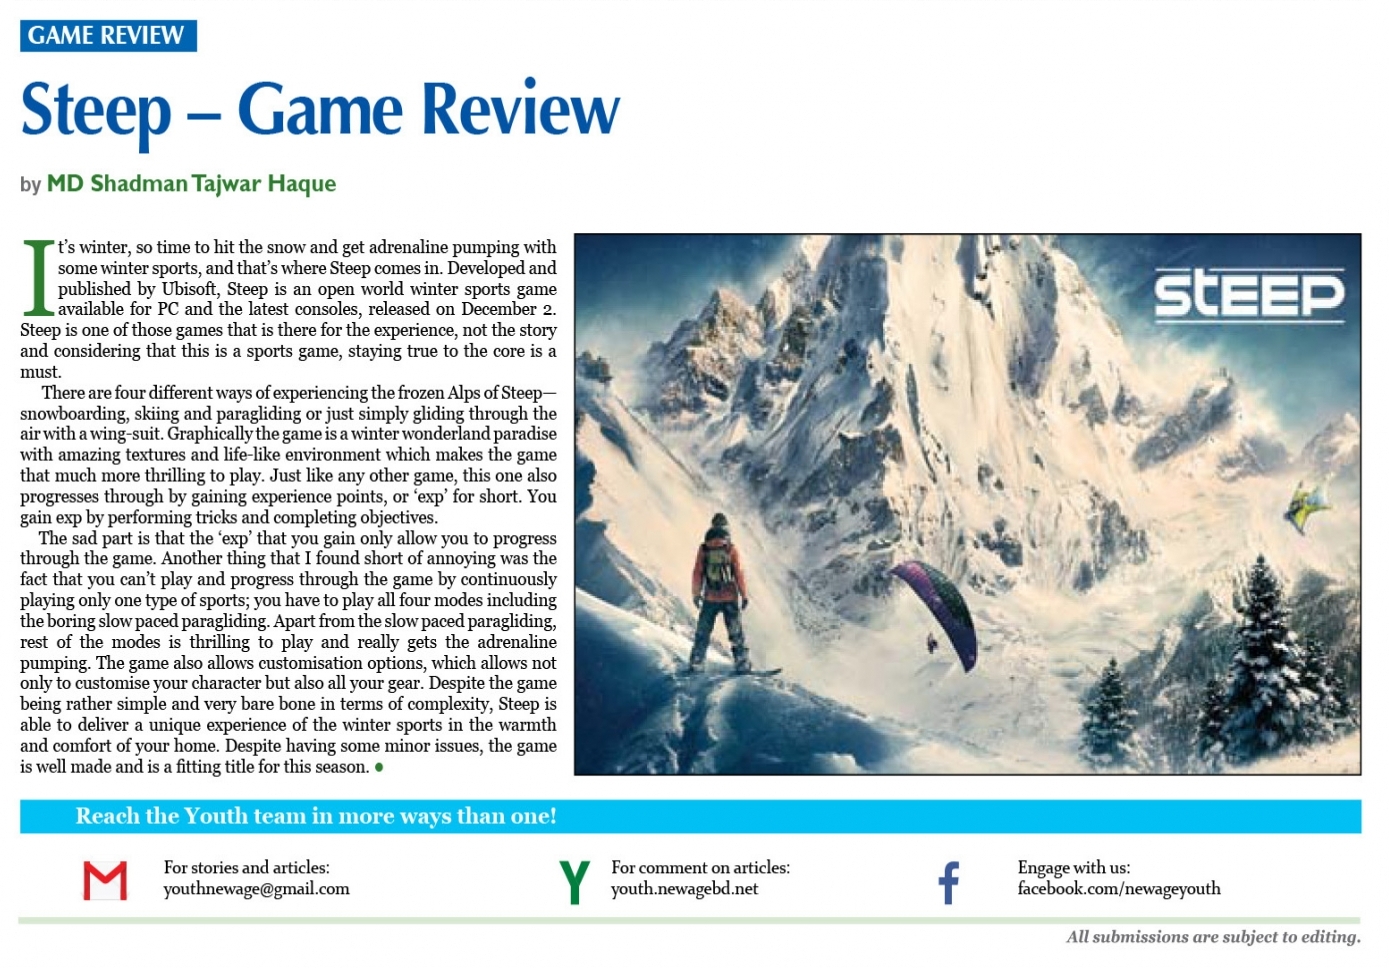 GAME REVIEW
Steep – Game Review
by MD Shadman Tajwar Haque
It’s winter, so time to hit the snow and get adrenaline pumping with
some winter sports, and that’s where Steep comes in. Developed and
published by Ubisoft, Steep is an open world winter sports game
available for PC and the latest consoles, released on December 2.
Steep is one of those games that is there for the experience, not the story
and considering that this is a sports game, staying true to the core is a
must.
There are four different ways of experiencing the frozen Alps of Steep—
snowboarding, skiing and paragliding or just simply gliding through the
air with a wing-suit. Graphically the game is a winter wonderland paradise
with amazing textures and life-like environment which makes the game
that much more thrilling to play. Just like any other game, this one also
progresses through by gaining experience points, or ‘exp’ for short. You
gain exp by performing tricks and completing objectives.
The sad part is that the ‘exp’ that you gain only allow you to progress
through the game. Another thing that I found short of annoying was the
fact that you can’t play and progress through the game by continuously
playing only one type of sports; you have to play all four modes including
the boring slow paced paragliding. Apart from the slow paced paragliding,
rest of the modes is thrilling to play and really gets the adrenaline
pumping. The game also allows customisation options, which allows not
only to customise your character but also all your gear. Despite the game
being rather simple and very bare bone in terms of complexity, Steep is
able to deliver a unique experience of the winter sports in the warmth
and comfort of your home. Despite having some minor issues, the game
is well made and is a fitting title for this season. ●
STEEP
Reach the Youth team in more ways than one!
For stories and articles:
youthnewage@gmail.com
For comment on articles:
youth.newagebd.net
Engage with us:
facebook.com/newageyouth
All submissions are subject to editing.